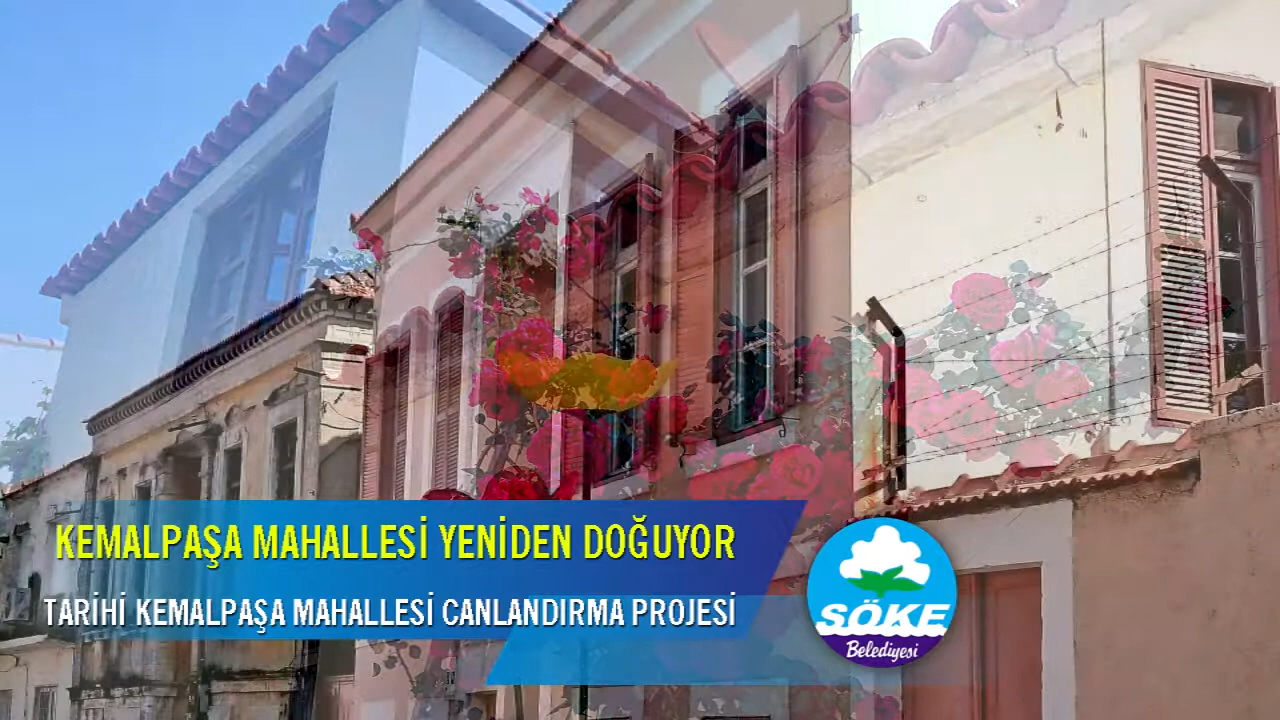 KEMALPAŞA MAHALLESİ YENİDEN DOĞUYOR
TARİHİ KEMALPAŞA MAHALLESİ CANLANDIRMA PROJESİ
SÖKE
Belediyesi